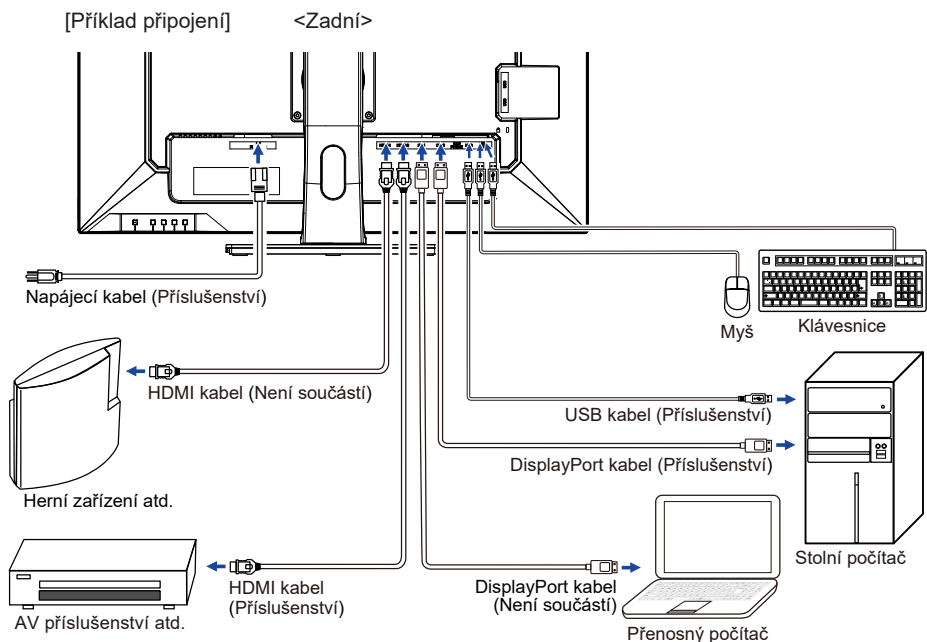 [Příklad připojení] <Zadní>
Napájecí kabel (Příslušenství)
Myš
Klávesnice
HDMI kabel (Není součástí)
USB kabel (Příslušenství)
DisplayPort kabel (Příslušenství)
Herní zařízení atd.
Stolní počítač
HDMI kabel
(Příslušenství)
DisplayPort kabel
(Není součástí)
AV příslušenství atd.
Přenosný počítač